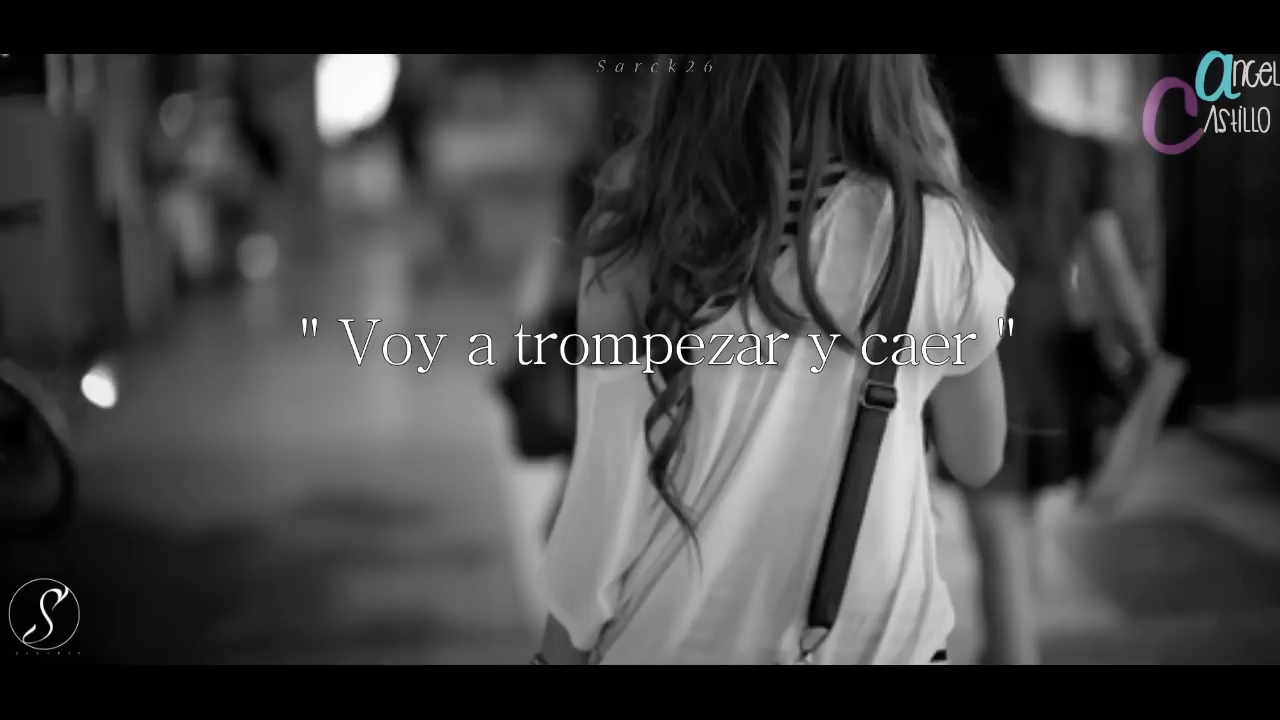 Sarck26
Angel
Castillo
" Voy a trompezar y caer "
S